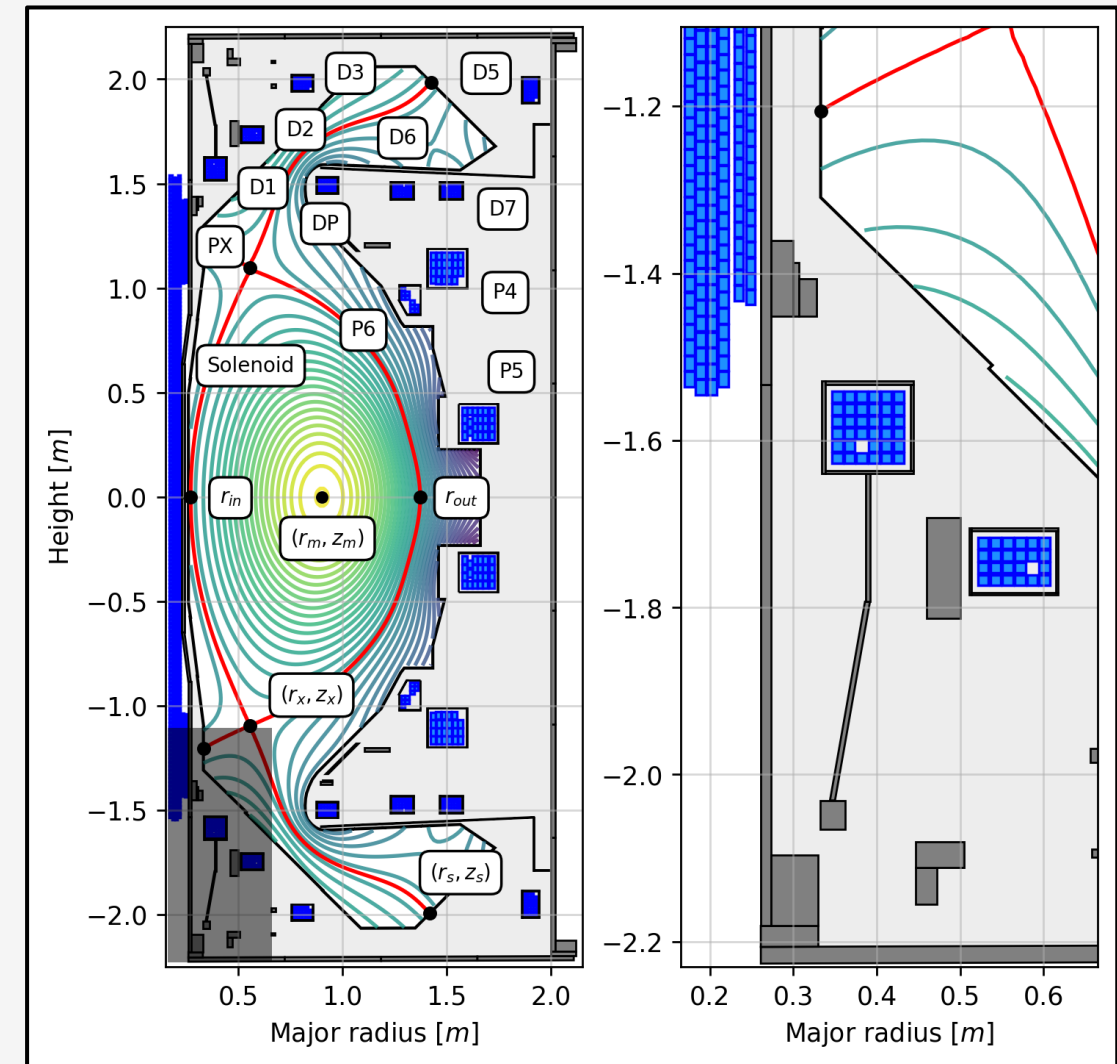 D3
D5
D2
D6
D1
D7
DP
PX
P4
P6
P5
Solenoid
r_in
r_out
(r_m, z_m)
(r_x, z_x)
(r_s, z_s)
2.0
1.5
1.0
0.5
0.0
−0.5
−1.0
−1.5
−2.0
Height [m]
0.5 1.0 1.5 2.0
Major radius [m]
−1.2
−1.4
−1.6
−1.8
−2.0
−2.2
0.2 0.3 0.4 0.5 0.6
Major radius [m]